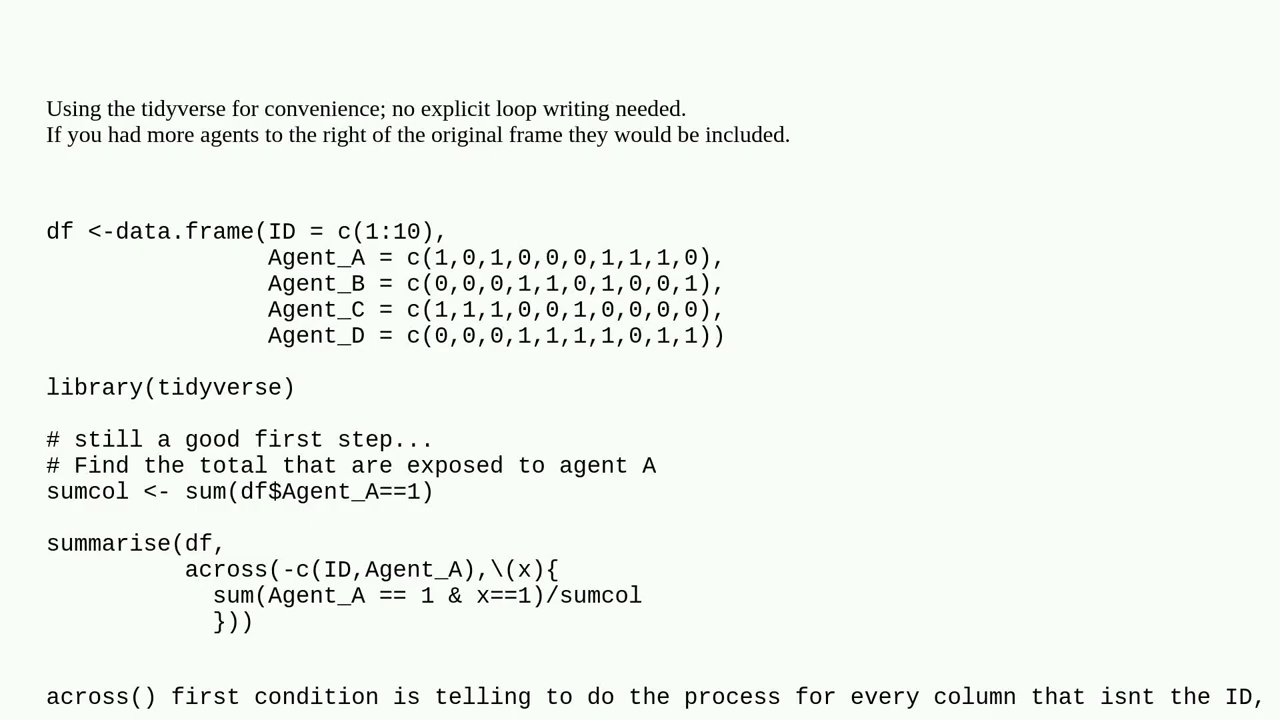 Using the tidyverse for convenience; no explicit loop writing needed.
If you had more agents to the right of the original frame they would be included.
df <-data.frame(ID = c(1:10),
                Agent_A = c(1,0,1,0,0,0,1,1,1,0),
                Agent_B = c(0,0,0,1,1,0,1,0,0,1),
                Agent_C = c(1,1,1,0,0,1,0,0,0,0),
                Agent_D = c(0,0,0,1,1,1,1,0,1,1))
library(tidyverse)
# still a good first step...
# Find the total that are exposed to agent A
sumcol <- sum(df$Agent_A==1)
summarise(df,
          across(-c(ID,Agent_A),\(x){
            sum(Agent_A == 1 & x==1)/sumcol
            }))
across() first condition is telling to do the process for every column that isnt the ID,